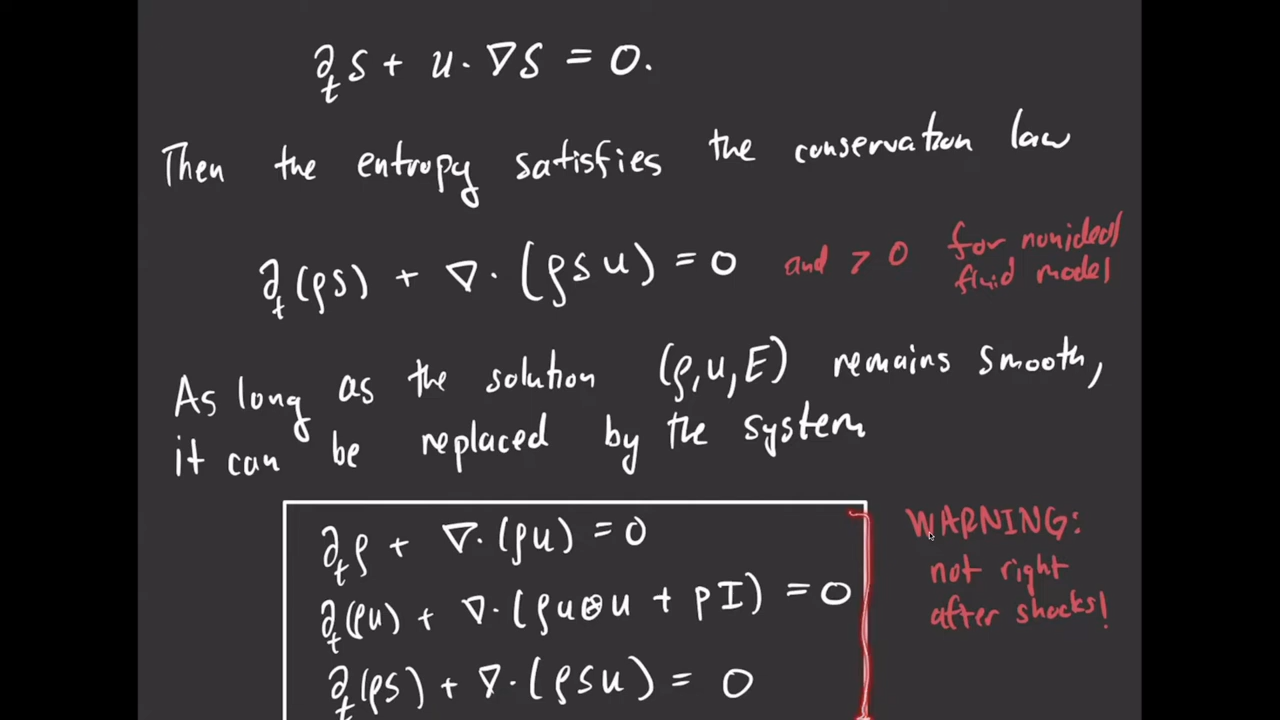 ∂ₜS + u · ∇S = 0.
Then the entropy satisfies the conservation law
∂ₜ(ρs) + ∇ · (ρsu) = 0 and > 0 for nonideal
fluid model
As long as the solution (ρ,u,E) remains smooth,
it can be replaced by the system
∂ₜρ + ∇·(ρu) = 0
∂ₜ(ρu) + ∇·(ρu⊗u + pI) = 0
∂ₜ(ρs) + ∇·(ρsu) = 0
WARNING:
not right
after shocks!